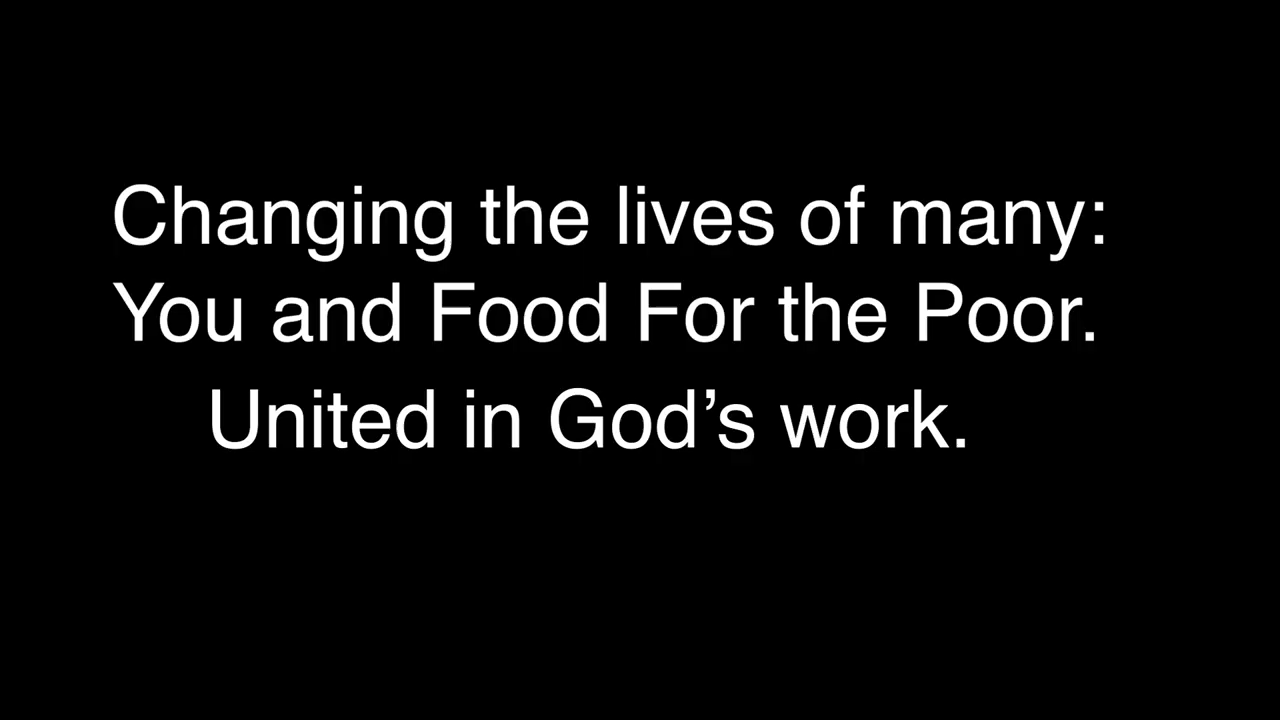 Changing the lives of many:
You and Food For the Poor.
United in God’s work.